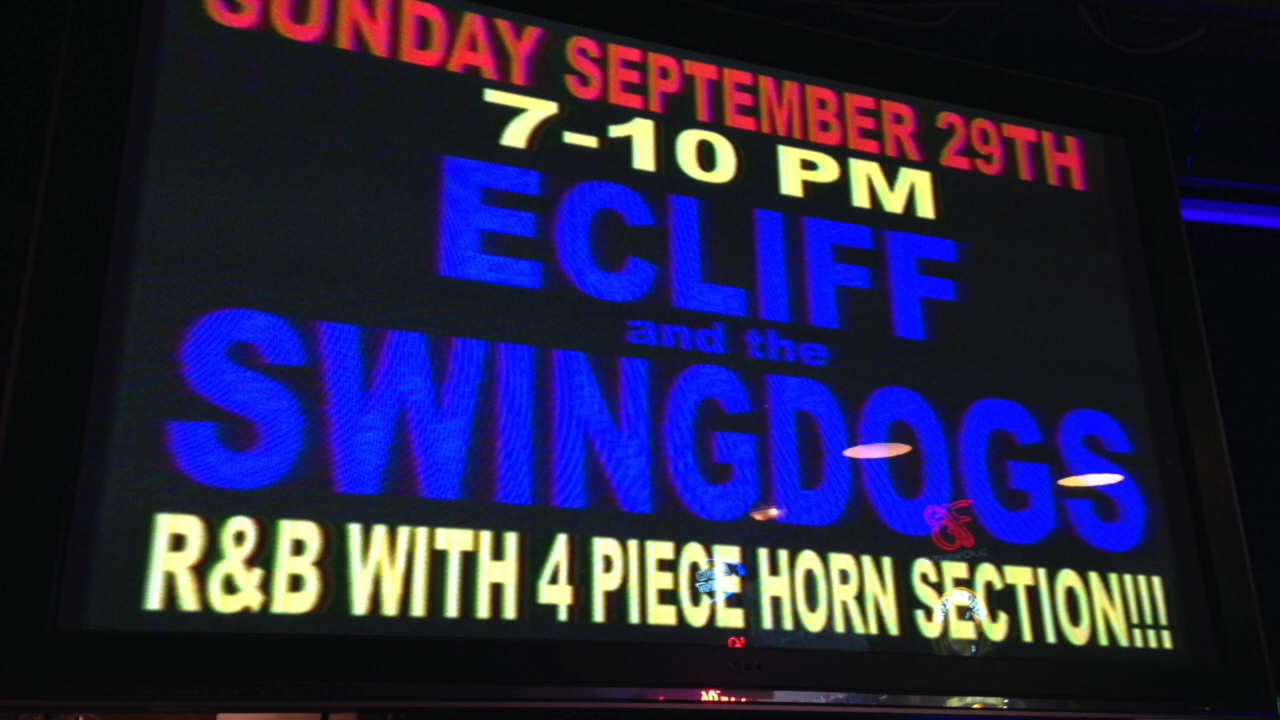 SUNDAY SEPTEMBER 29TH
7-10 PM
ECLIFF
and the
SWINGDOGS
R&B WITH 4 PIECE HORN SECTION!!!